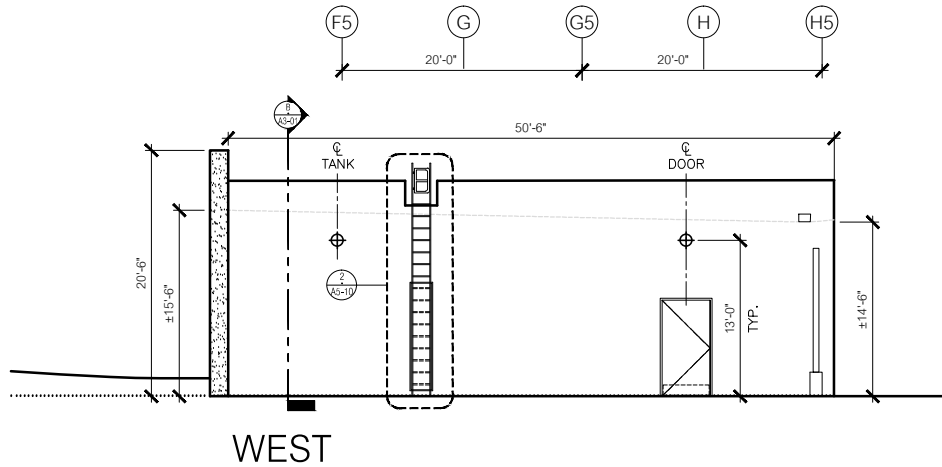 F5 G G5 H H5
20'-0" 20'-0"
8
A3-01
50'-6"
℄
TANK
℄
DOOR
20'-6"
±15'-6"
2
A5-10
13'-0"
TYP.
±14'-6"
WEST